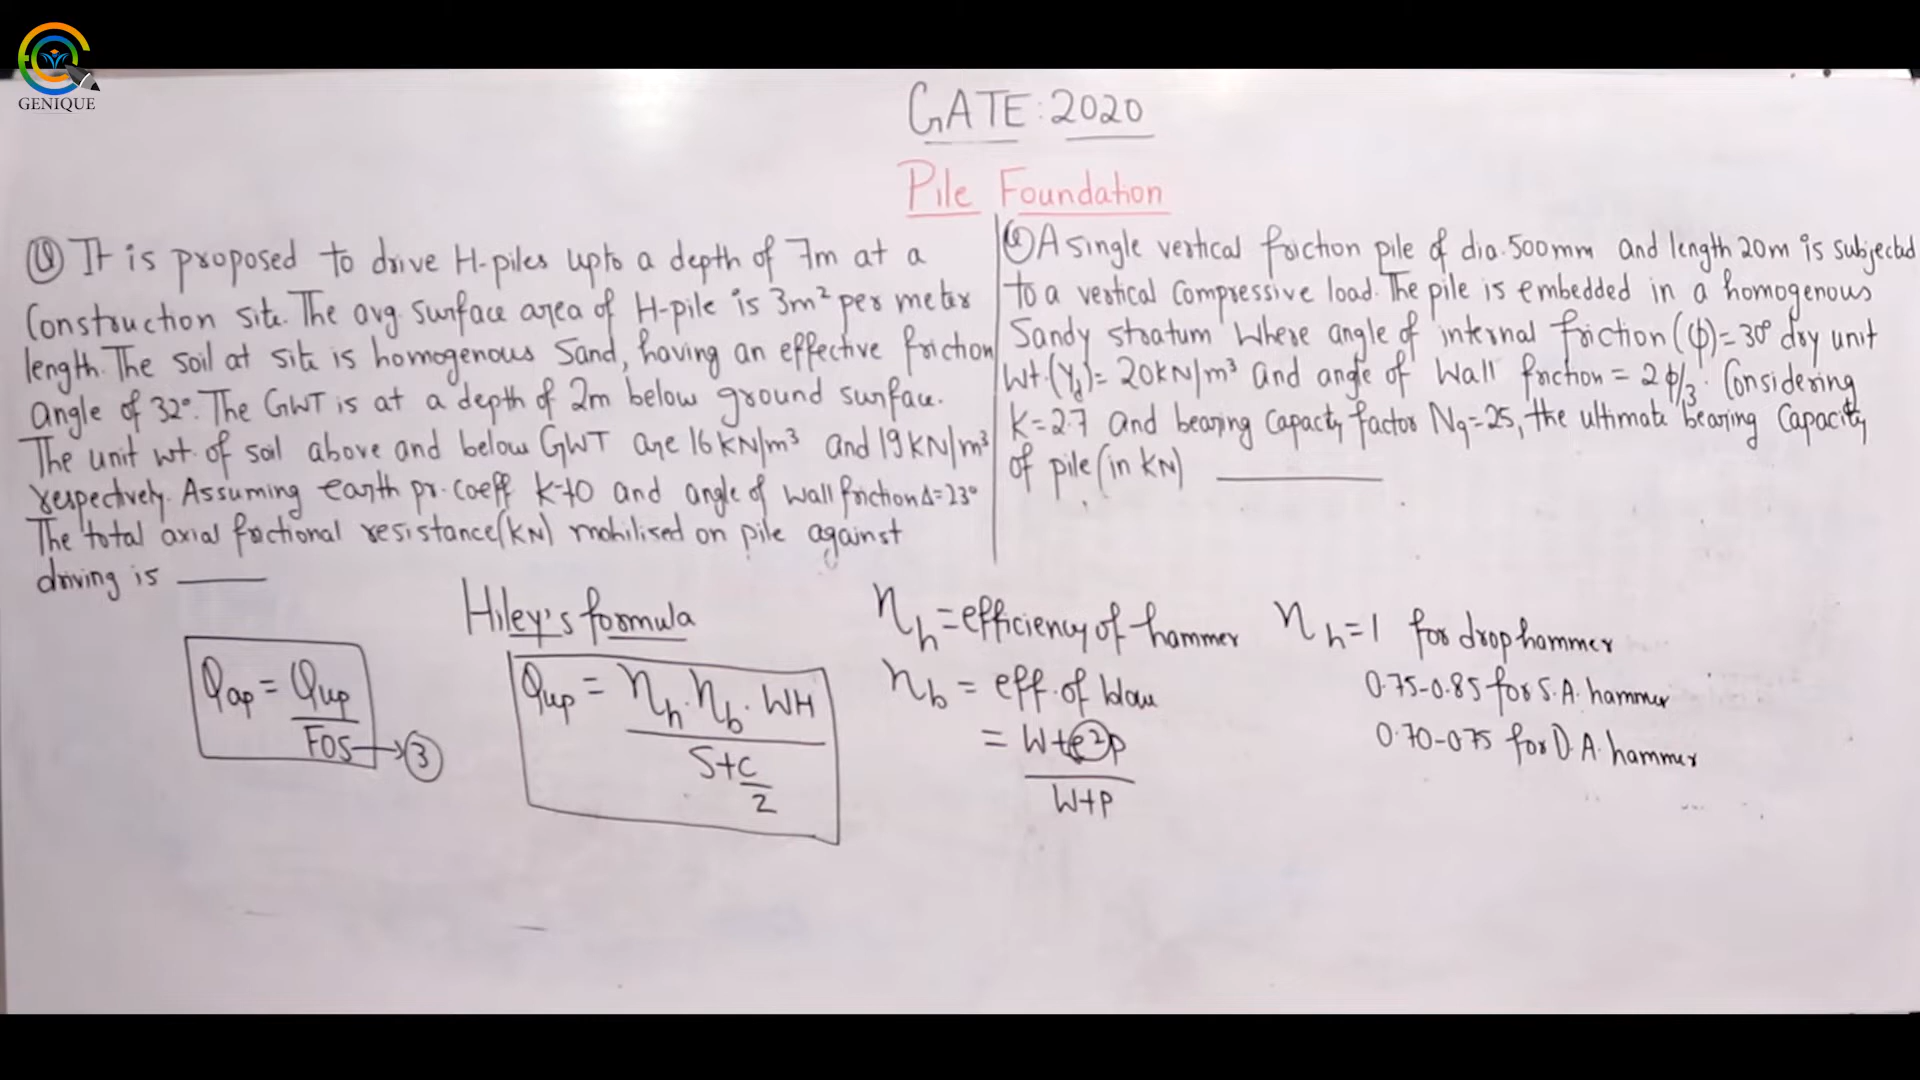 GENIQUE
GATE: 2020
Pile Foundation
Q It is proposed to drive H-piles upto a depth of 7m at a
Construction site. The avg. surface area of H-pile is 3m² per meter
length. The soil at site is homogenous Sand, having an effective friction
angle of 32°. The GWT is at a depth of 2m below ground surface.
The unit wt. of soil above and below GWT are 16 KN/m³ and 19 KN/m³
respectively. Assuming earth pr. coeff K=1.0 and angle of wall friction Δ=23°
The total axial frictional resistance (KN) mobilised on pile against
driving is ______
Q A single vertical friction pile of dia. 500mm and length 20m is subjected
to a vertical compressive load. The pile is embedded in a homogenous
Sandy stratum Where angle of internal friction (ϕ)=30° dry unit
Wt. (γd)= 20KN/m³ and angle of Wall friction = 2ϕ/3. Considering
K=2.7 and bearing Capacity factor Nq=25, the ultimate bearing Capacity
of pile (in KN) ______
Hiley's formula
Qap = Qup/FOS → 3
Qup = ηh.ηb.WH / S+C/2
ηh = efficiency of hammer
ηb = eff. of blow
= W+e²P / W+P
ηh = 1 for drop hammer
0.75-0.85 for S.A. hammer
0.70-0.75 for D.A. hammer